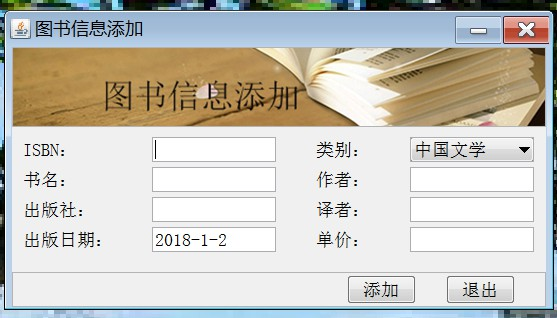 图书信息添加
图书信息添加
ISBN: 类别: 中国文学
书名: 作者:
出版社: 译者:
出版日期: 2018-1-2 单价:
添加 退出